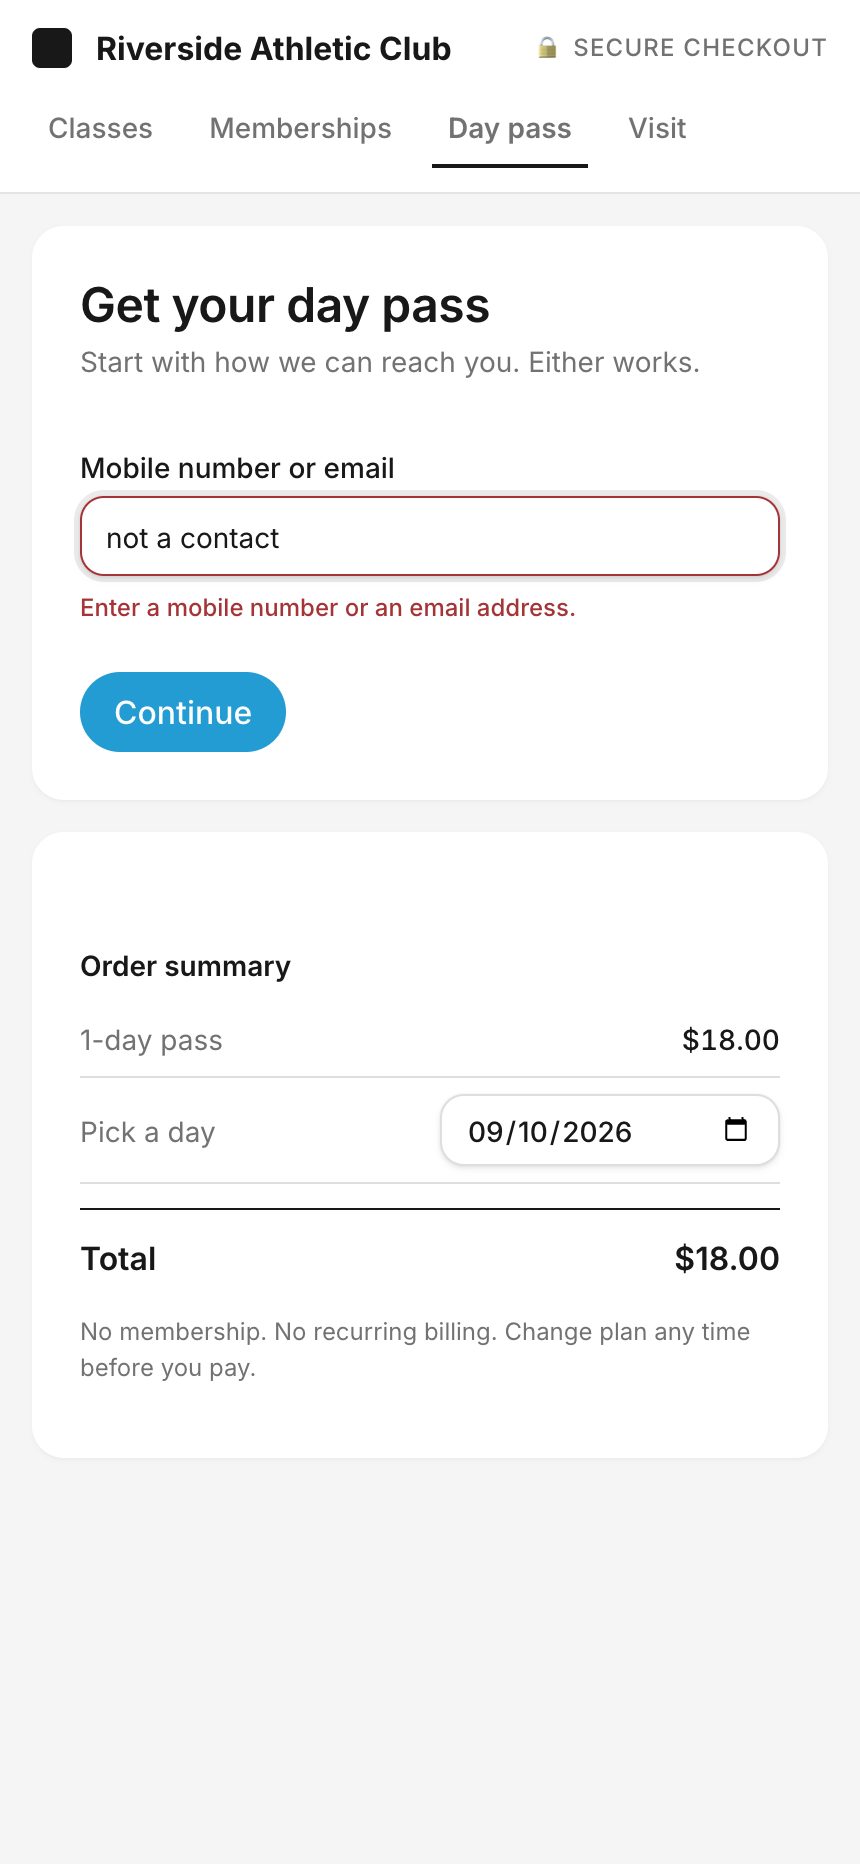 Riverside Athletic Club
SECURE CHECKOUT
Classes Memberships Day pass Visit
Get your day pass
Start with how we can reach you. Either works.
Mobile number or email
not a contact
Enter a mobile number or an email address.
Continue
Order summary
1-day pass $18.00
Pick a day 09/10/2026
Total $18.00
No membership. No recurring billing. Change plan any time
before you pay.